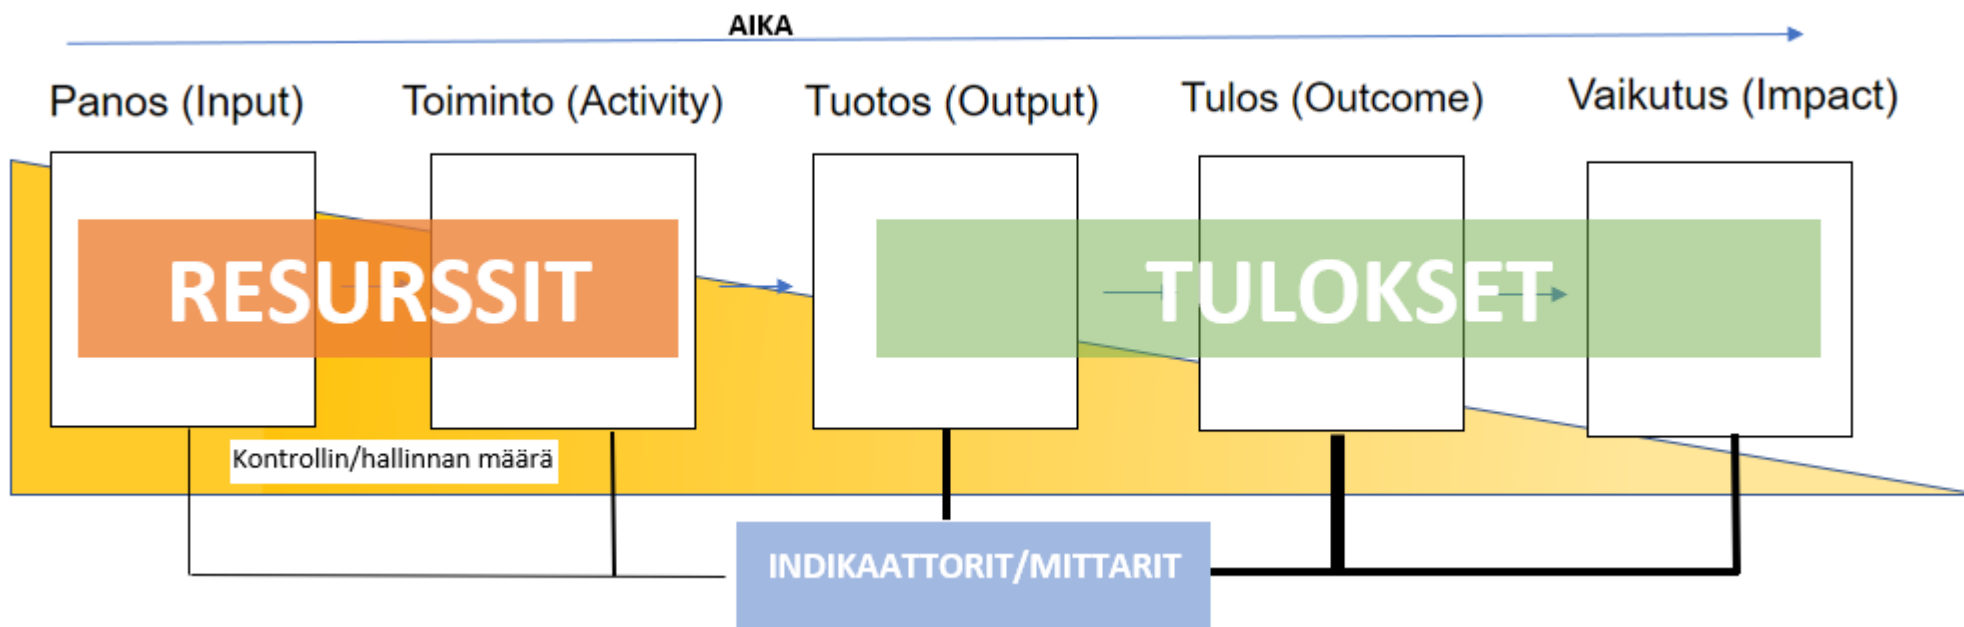 AIKA
Panos (Input)
Toiminto (Activity)
Tuotos (Output)
Tulos (Outcome)
Vaikutus (Impact)
RESURSSIT
TULOKSET
Kontrollin/hallinnan määrä
INDIKAATTORIT/MITTARIT